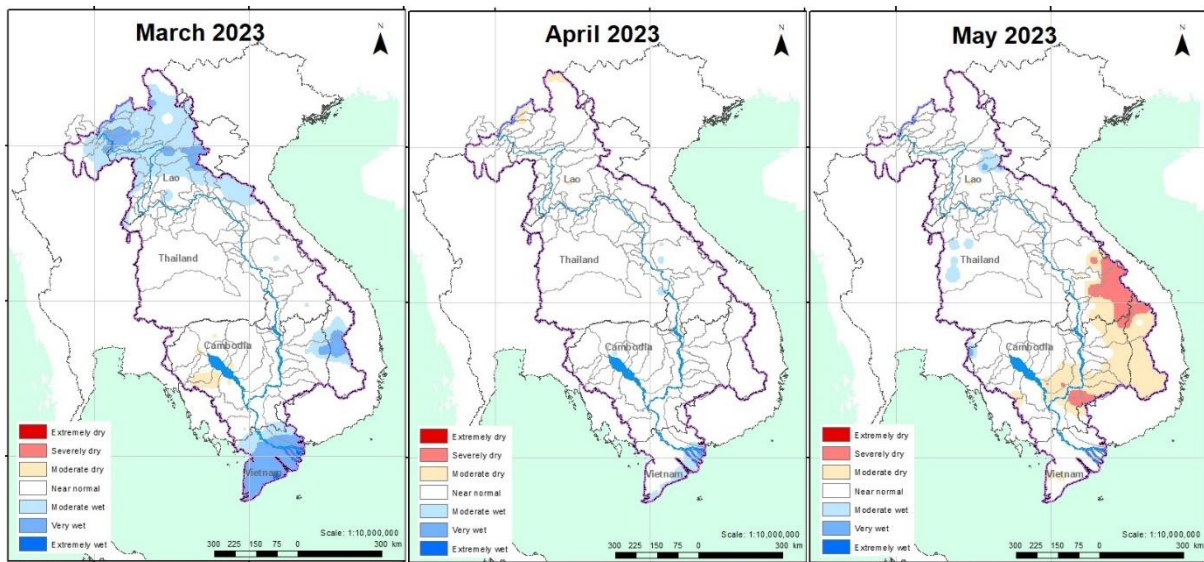 March 2023
N
Lao
Thailand
Cambodia
Vietnam
Extremely dry
Severely dry
Moderate dry
Near normal
Moderate wet
Very wet
Extremely wet
Scale: 1:10,000,000
300 225 150 75 0 300 km
April 2023
N
Lao
Thailand
Cambodia
Vietnam
Extremely dry
Severely dry
Moderate dry
Near normal
Moderate wet
Very wet
Extremely wet
Scale: 1:10,000,000
300 225 150 75 0 300 km
May 2023
N
Lao
Thailand
Cambodia
Vietnam
Extremely dry
Severely dry
Moderate dry
Near normal
Moderate wet
Very wet
Extremely wet
Scale: 1:10,000,000
300 225 150 75 0 300 km